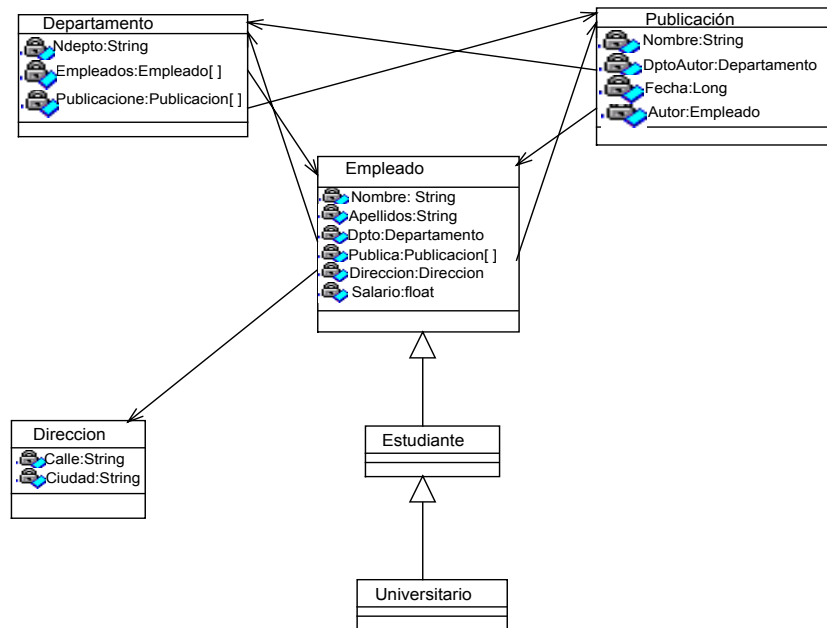 Departamento
Ndepto:String
Empleados:Empleado[ ]
Publicacione:Publicacion[ ]
Publicación
Nombre:String
DptoAutor:Departamento
Fecha:Long
Autor:Empleado
Empleado
Nombre: String
Apellidos:String
Dpto:Departamento
Publica:Publicacion[ ]
Direccion:Direccion
Salario:float
Direccion
Calle:String
Ciudad:String
Estudiante
Universitario